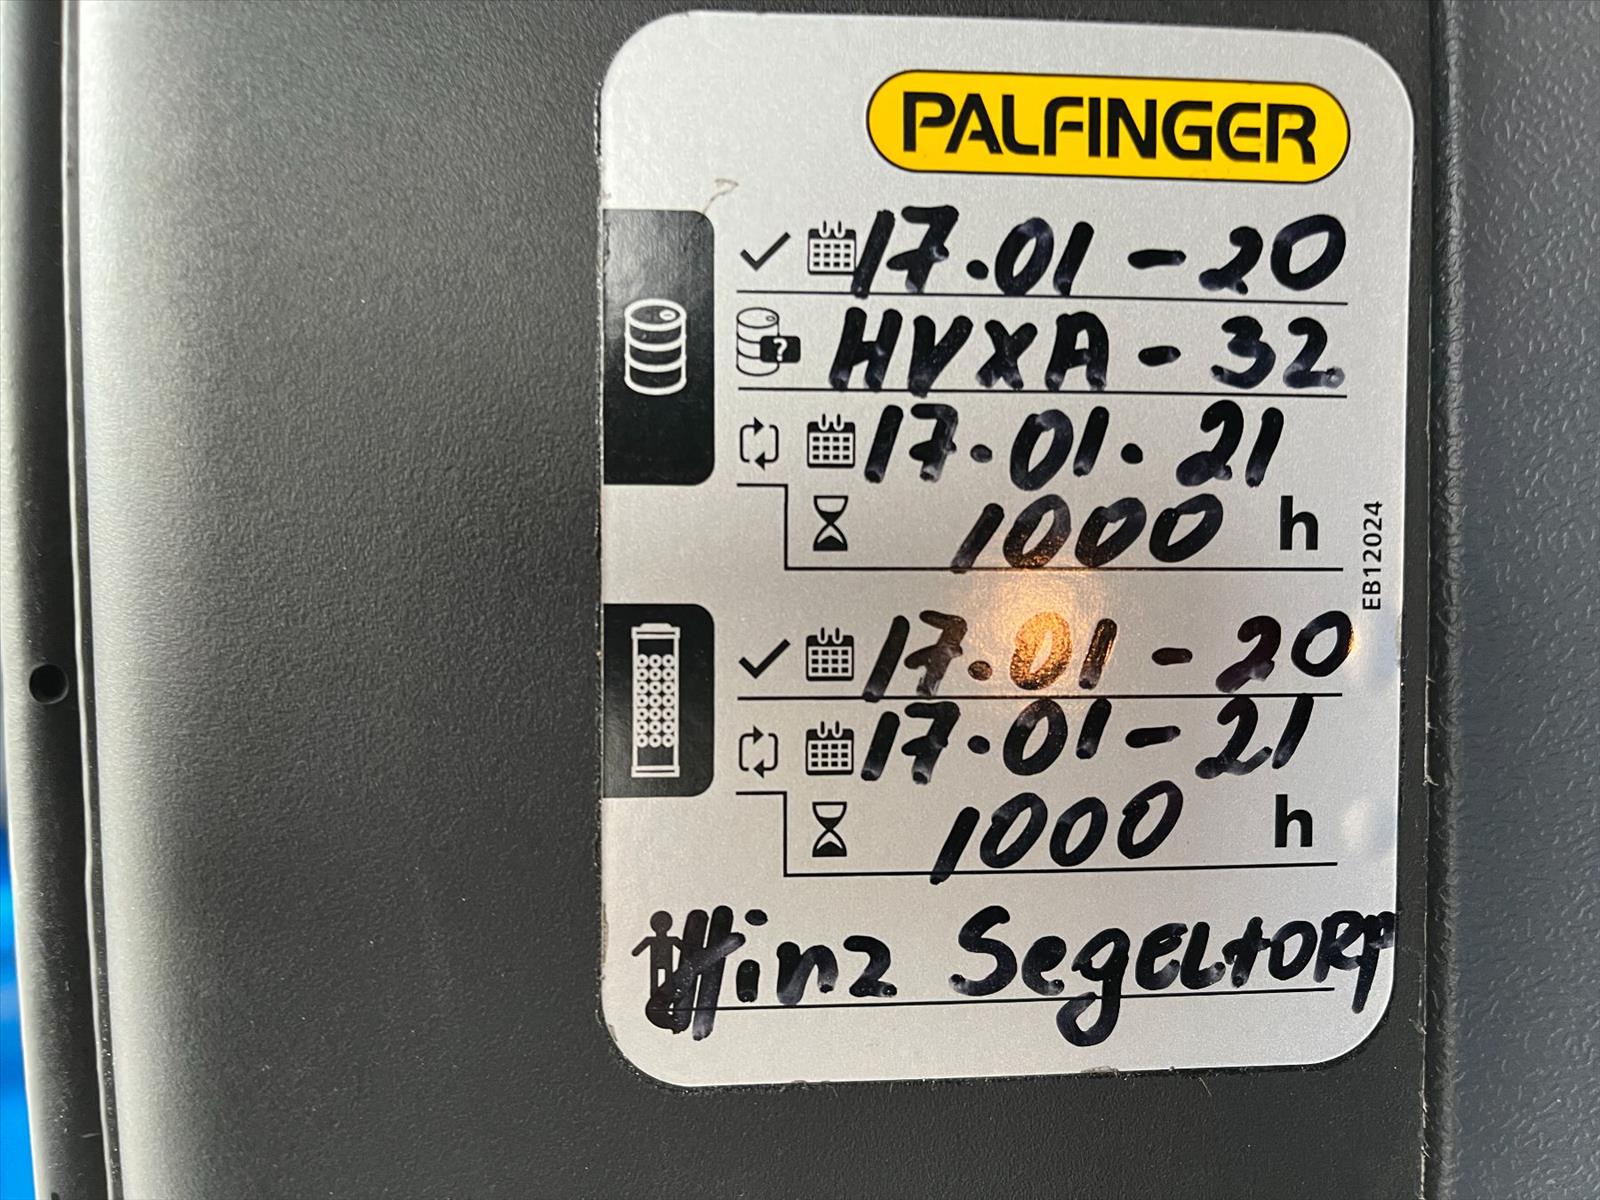 PALFINGER
17.01-20
HVXA-32
17.01.21
1000 h
EB12024
17.01-20
17.01-21
1000 h
Hinz SegeLtORP